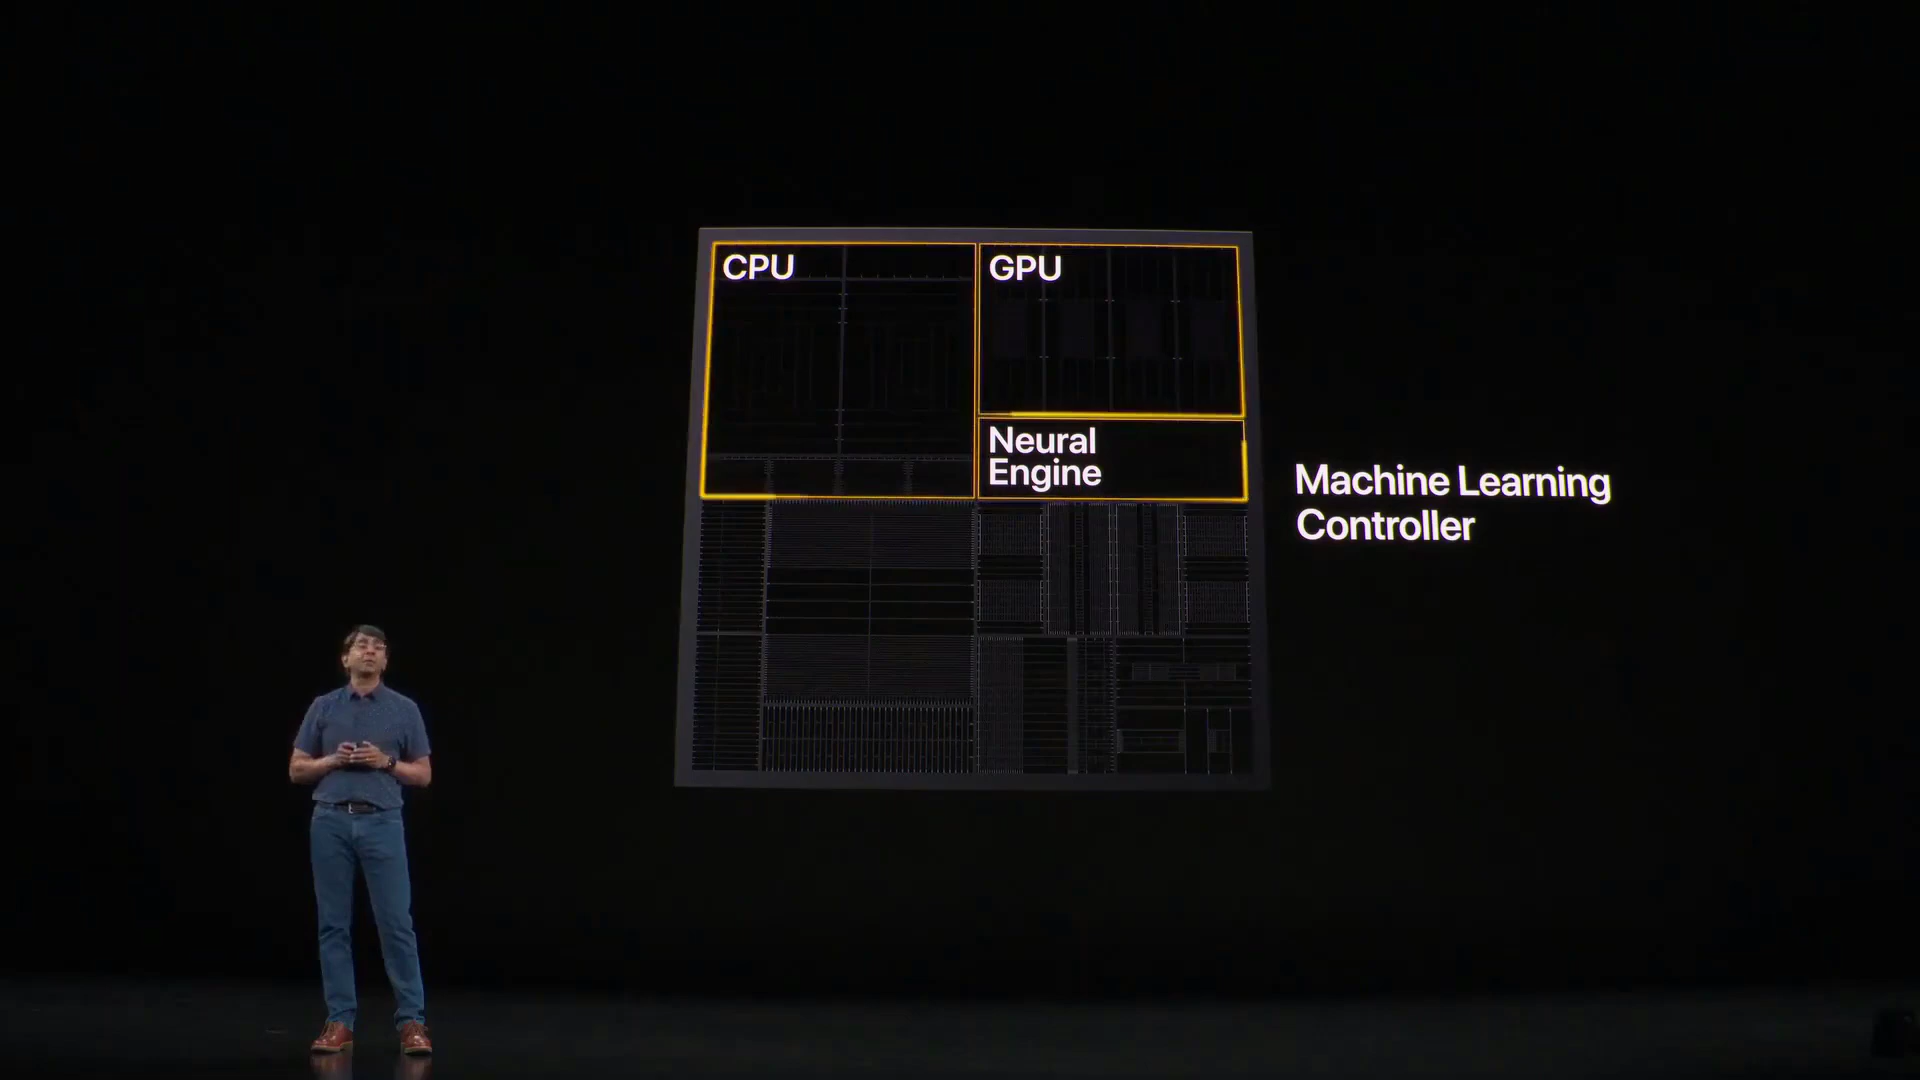 CPU
GPU
Neural
Engine
Machine Learning
Controller